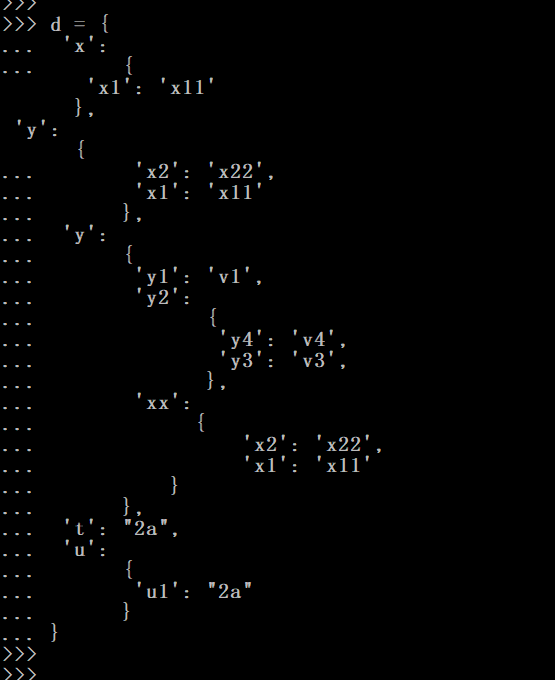 >>>
>>> d = {
...   'x':
...        {
       'x1': 'x11'
      },
 'y':
      {
...         'x2': 'x22',
...         'x1': 'x11'
...        },
...   'y':
...        {
...         'y1': 'v1',
...         'y2':
...               {
...                'y4': 'v4',
...                'y3': 'v3',
...               },
...         'xx':
...              {
...                  'x2': 'x22',
...                  'x1': 'x11'
...            }
...        },
...   't': "2a",
...   'u':
...        {
...         'u1': "2a"
...        }
... }
>>>
>>>